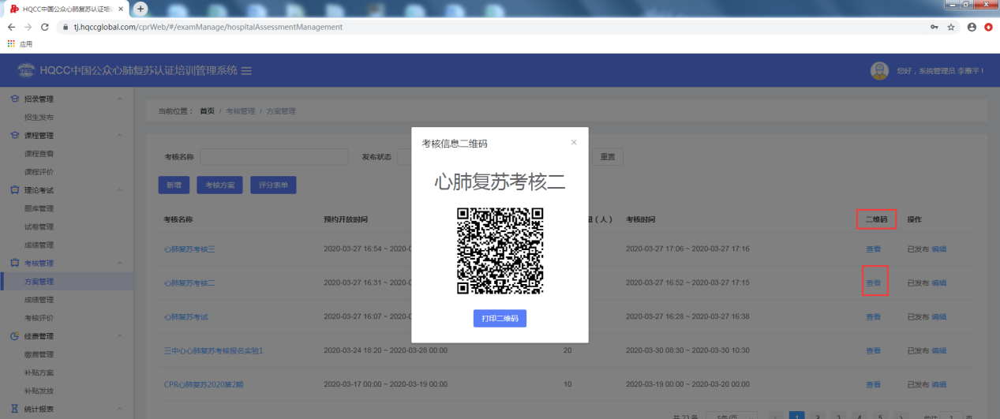 HQCC中国公众心肺复苏认证培
tj.hqccglobal.com/cprWeb/#/examManage/hospitalAssessmentManagement
应用
HQCC中国公众心肺复苏认证培训管理系统
您好，系统管理员 李雁平！
招录管理
招生发布
课程管理
课程查看
课程评价
理论考试
题库管理
试卷管理
成绩管理
考核管理
方案管理
成绩管理
考核评价
经费管理
缴费管理
补贴方案
补贴发放
统计报表
当前位置： 首页 / 考核管理 / 方案管理
考核名称 发布状态 重置
新增 考核方案 评分表单
考核名称 预约开放时间 （人） 考核时间 二维码 操作
心肺复苏考核三 2020-03-27 16:54 ~ 2020-0 2020-03-27 17:06 ~ 2020-03-27 17:16 查看 已发布 编辑
心肺复苏考核二 2020-03-27 16:31 ~ 2020-0 2020-03-27 16:52 ~ 2020-03-27 17:15 查看 已发布 编辑
心肺复苏考试 2020-03-27 16:07 ~ 2020-0 2020-03-27 16:28 ~ 2020-03-27 16:38 查看 已发布 编辑
三中心心肺复苏考核报名实验1 2020-03-24 18:20 ~ 2020-03-28 00:00 20 2020-03-30 08:30 ~ 2020-03-30 10:30 查看 已发布 编辑
CPR心肺复苏2020第2期 2020-03-17 00:00 ~ 2020-03-19 00:00 10 2020-03-19 00:00 ~ 2020-03-20 00:00 查看 已发布 编辑
共 23 条 5条/页 1 2 3 4 5 前往 1 页
考核信息二维码
心肺复苏考核二
打印二维码